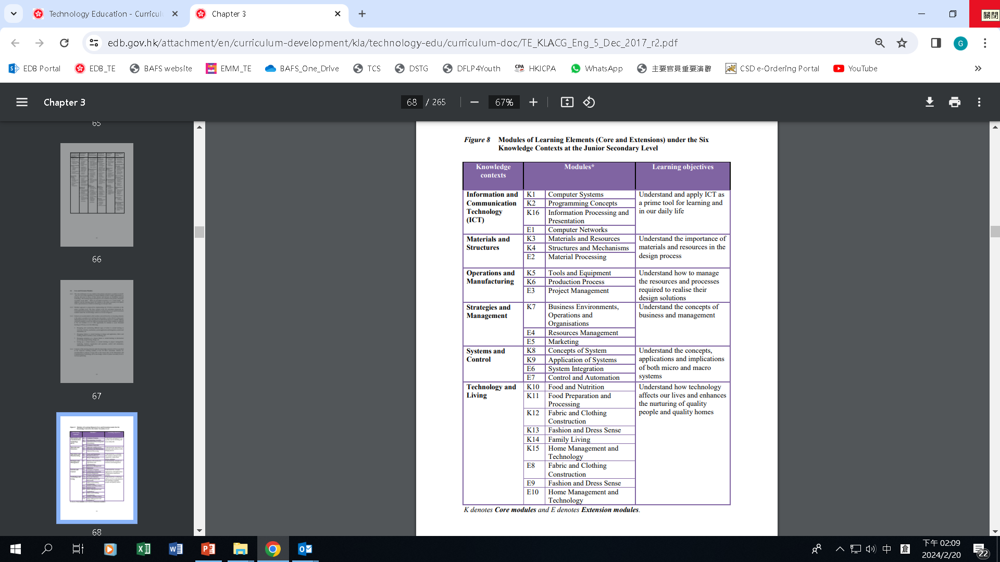 Technology Education - Curricul
Chapter 3
關閉
edb.gov.hk/attachment/en/curriculum-development/kla/technology-edu/curriculum-doc/TE_KLACG_Eng_5_Dec_2017_r2.pdf
G
EDB Portal
EDB_TE
BAFS website
EMM_TE
BAFS_One_Drive
TCS
DSTG
DFLP4Youth
CPA
HKICPA
WhatsApp
主要官員重要演辭
CSD e-Ordering Portal
YouTube
Chapter 3
68 / 265
67%
65
66
67
68
Figure 8 Modules of Learning Elements (Core and Extensions) under the Six
Knowledge Contexts at the Junior Secondary Level
Knowledge
contexts
Modules*
Learning objectives
Information and
Communication
Technology
(ICT)
K1 Computer Systems
K2 Programming Concepts
K16 Information Processing and
Presentation
E1 Computer Networks
Understand and apply ICT as
a prime tool for learning and
in our daily life
Materials and
Structures
K3 Materials and Resources
K4 Structures and Mechanisms
E2 Material Processing
Understand the importance of
materials and resources in the
design process
Operations and
Manufacturing
K5 Tools and Equipment
K6 Production Process
E3 Project Management
Understand how to manage
the resources and processes
required to realise their
design solutions
Strategies and
Management
K7 Business Environments,
Operations and
Organisations
E4 Resources Management
E5 Marketing
Understand the concepts of
business and management
Systems and
Control
K8 Concepts of System
K9 Application of Systems
E6 System Integration
E7 Control and Automation
Understand the concepts,
applications and implications
of both micro and macro
systems
Technology and
Living
K10 Food and Nutrition
K11 Food Preparation and
Processing
K12 Fabric and Clothing
Construction
K13 Fashion and Dress Sense
K14 Family Living
K15 Home Management and
Technology
E8 Fabric and Clothing
Construction
E9 Fashion and Dress Sense
E10 Home Management and
Technology
Understand how technology
affects our lives and enhances
the nurturing of quality
people and quality homes
K denotes Core modules and E denotes Extension modules.
中
倉
下午 02:09
2024/2/20
22